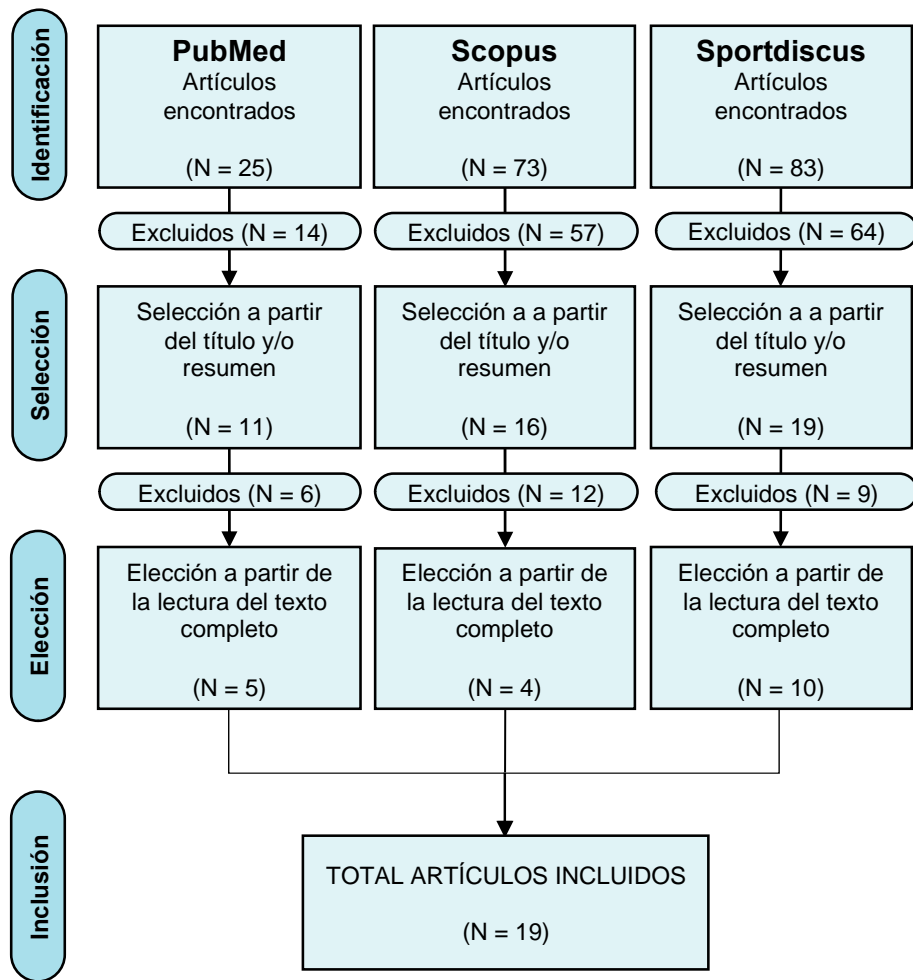 Identificación
PubMed
Artículos
encontrados
(N = 25)
Scopus
Artículos
encontrados
(N = 73)
Sportdiscus
Artículos
encontrados
(N = 83)
Excluidos (N = 14)
Excluidos (N = 57)
Excluidos (N = 64)
Selección
Selección a partir
del título y/o
resumen
(N = 11)
Selección a a partir
del título y/o
resumen
(N = 16)
Selección a a partir
del título y/o
resumen
(N = 19)
Excluidos (N = 6)
Excluidos (N = 12)
Excluidos (N = 9)
Elección
Elección a partir de
la lectura del texto
completo
(N = 5)
Elección a partir de
la lectura del texto
completo
(N = 4)
Elección a partir de
la lectura del texto
completo
(N = 10)
Inclusión
TOTAL ARTÍCULOS INCLUIDOS
(N = 19)